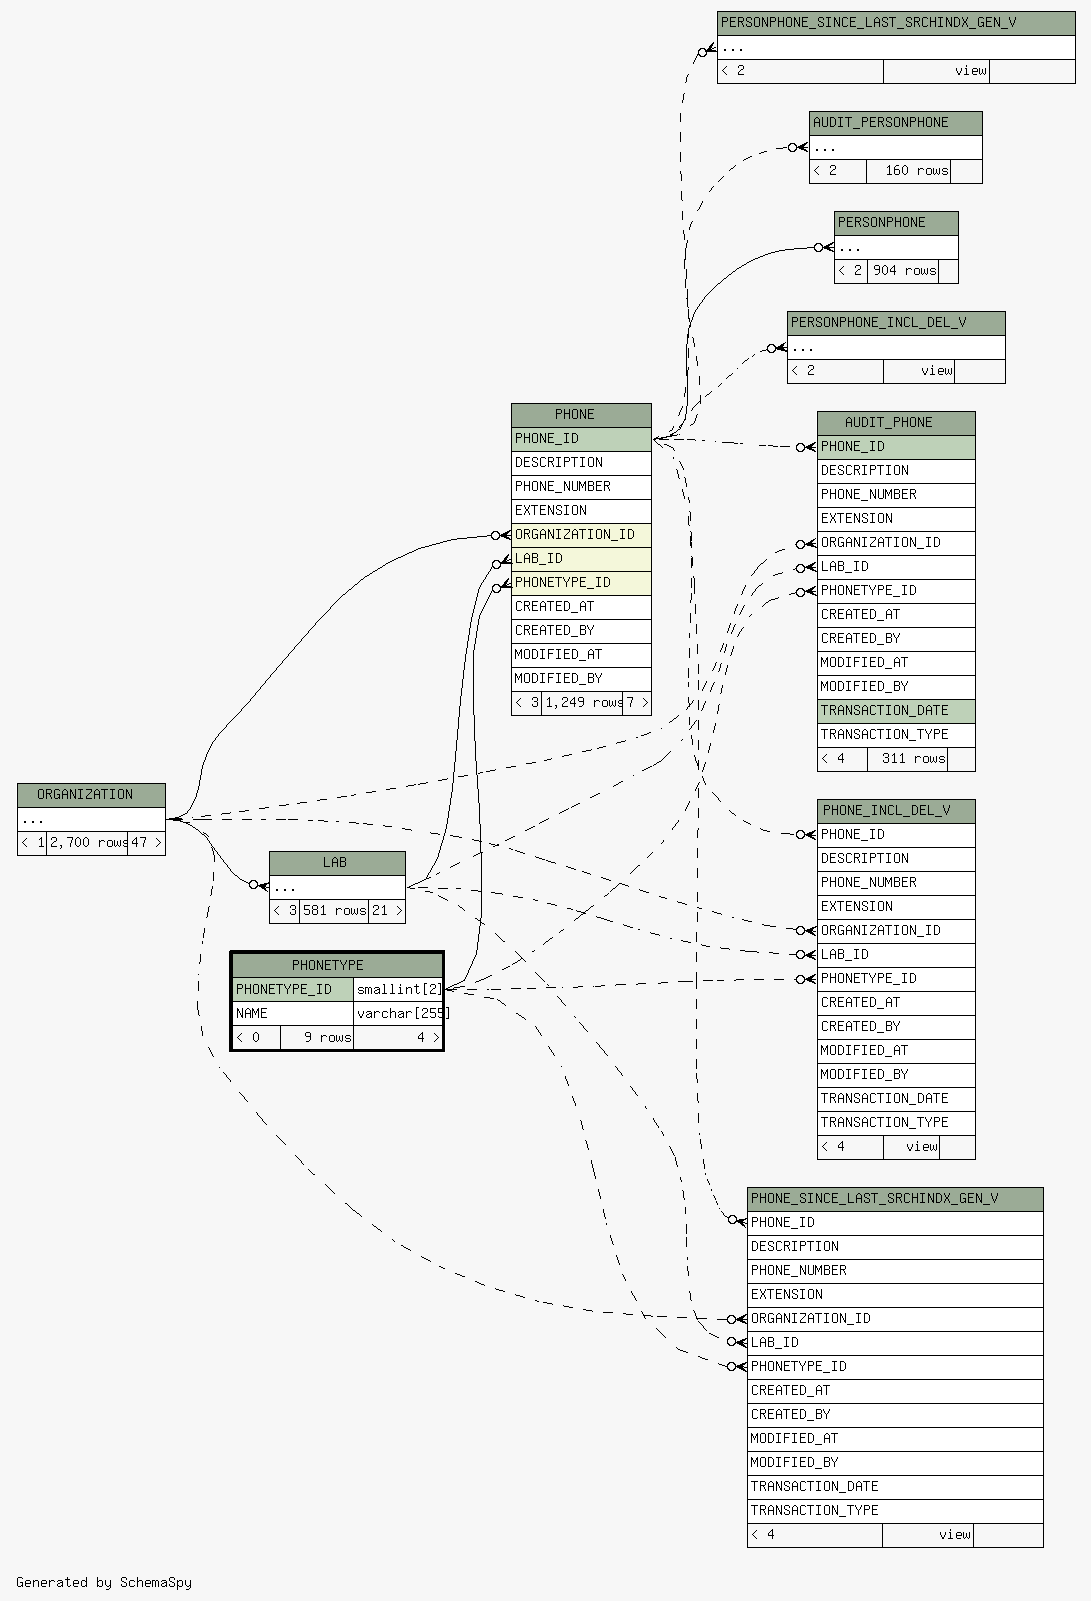 PERSONPHONE_SINCE_LAST_SRCHINDX_GEN_V
...
< 2 view
AUDIT_PERSONPHONE
...
< 2 160 rows
PERSONPHONE
...
< 2 904 rows
PERSONPHONE_INCL_DEL_V
...
< 2 view
PHONE
PHONE_ID
DESCRIPTION
PHONE_NUMBER
EXTENSION
ORGANIZATION_ID
LAB_ID
PHONETYPE_ID
CREATED_AT
CREATED_BY
MODIFIED_AT
MODIFIED_BY
< 3 1,249 rows 7 >
AUDIT_PHONE
PHONE_ID
DESCRIPTION
PHONE_NUMBER
EXTENSION
ORGANIZATION_ID
LAB_ID
PHONETYPE_ID
CREATED_AT
CREATED_BY
MODIFIED_AT
MODIFIED_BY
TRANSACTION_DATE
TRANSACTION_TYPE
< 4 311 rows
ORGANIZATION
...
< 1 2,700 rows 47 >
LAB
...
< 3 581 rows 21 >
PHONETYPE
PHONETYPE_ID smallint[2]
NAME varchar[255]
< 0 9 rows 4 >
PHONE_INCL_DEL_V
PHONE_ID
DESCRIPTION
PHONE_NUMBER
EXTENSION
ORGANIZATION_ID
LAB_ID
PHONETYPE_ID
CREATED_AT
CREATED_BY
MODIFIED_AT
MODIFIED_BY
TRANSACTION_DATE
TRANSACTION_TYPE
< 4 view
PHONE_SINCE_LAST_SRCHINDX_GEN_V
PHONE_ID
DESCRIPTION
PHONE_NUMBER
EXTENSION
ORGANIZATION_ID
LAB_ID
PHONETYPE_ID
CREATED_AT
CREATED_BY
MODIFIED_AT
MODIFIED_BY
TRANSACTION_DATE
TRANSACTION_TYPE
< 4 view
Generated by SchemaSpy